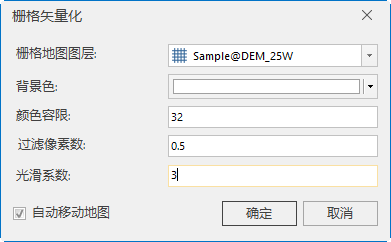 栅格矢量化
栅格地图图层: Sample@DEM_25W
背景色:
颜色容限: 32
过滤像素数: 0.5
光滑系数: 3
自动移动地图 确定 取消